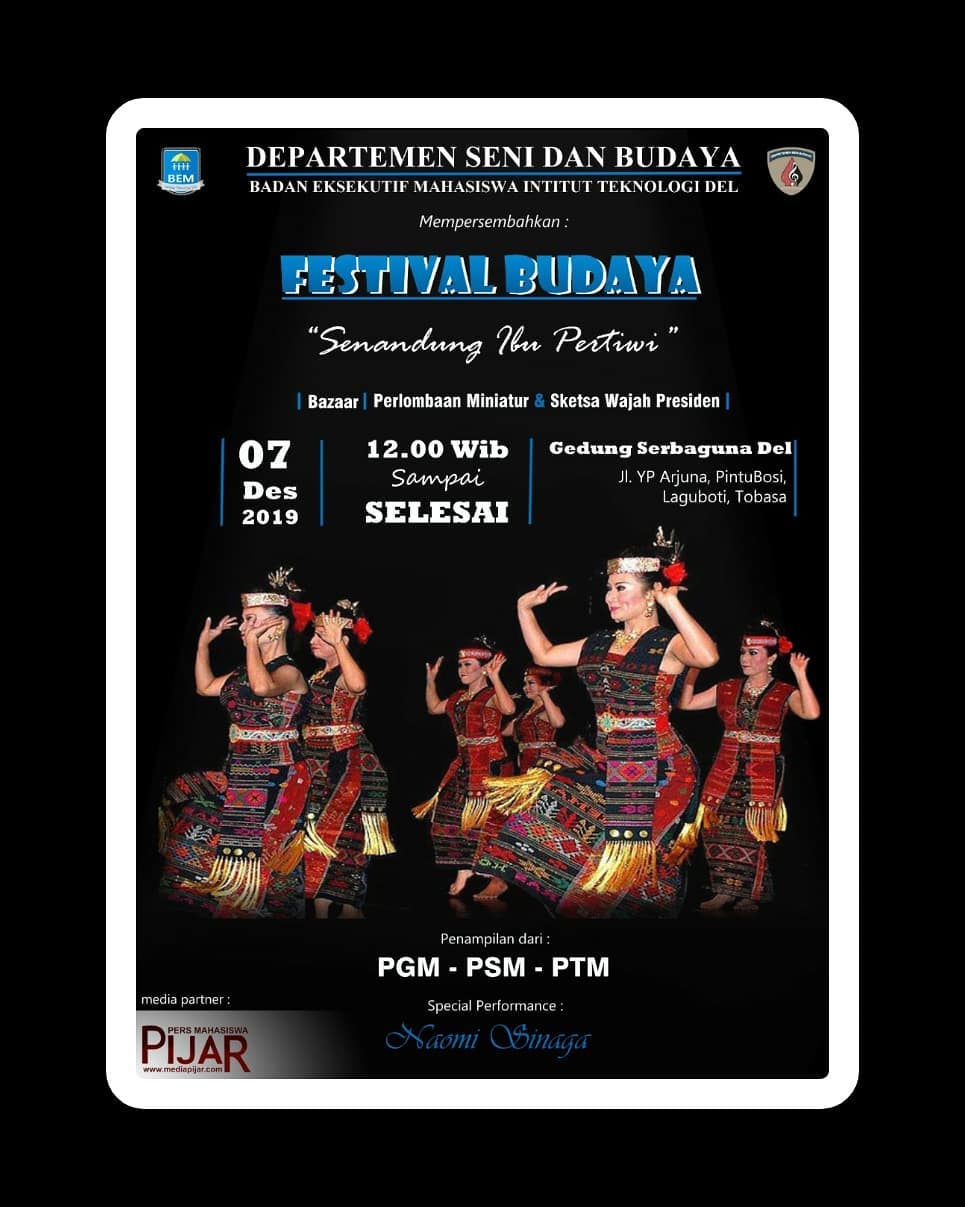 DEPARTEMEN SENI DAN BUDAYA
BADAN EKSEKUTIF MAHASISWA INTITUT TEKNOLOGI DEL
BEM
Mempersembahkan :
FESTIVAL BUDAYA
"Senandung Ibu Pertiwi"
| Bazaar | Perlombaan Miniatur & Sketsa Wajah Presiden |
07
Des
2019
12.00 Wib
Sampai
SELESAI
Gedung Serbaguna Del
Jl. YP Arjuna, PintuBosi,
Laguboti, Tobasa
Penampilan dari :
PGM - PSM - PTM
Special Performance :
Naomi Sinaga
media partner :
PERS MAHASISWA
PIJAR
www.mediapijar.com